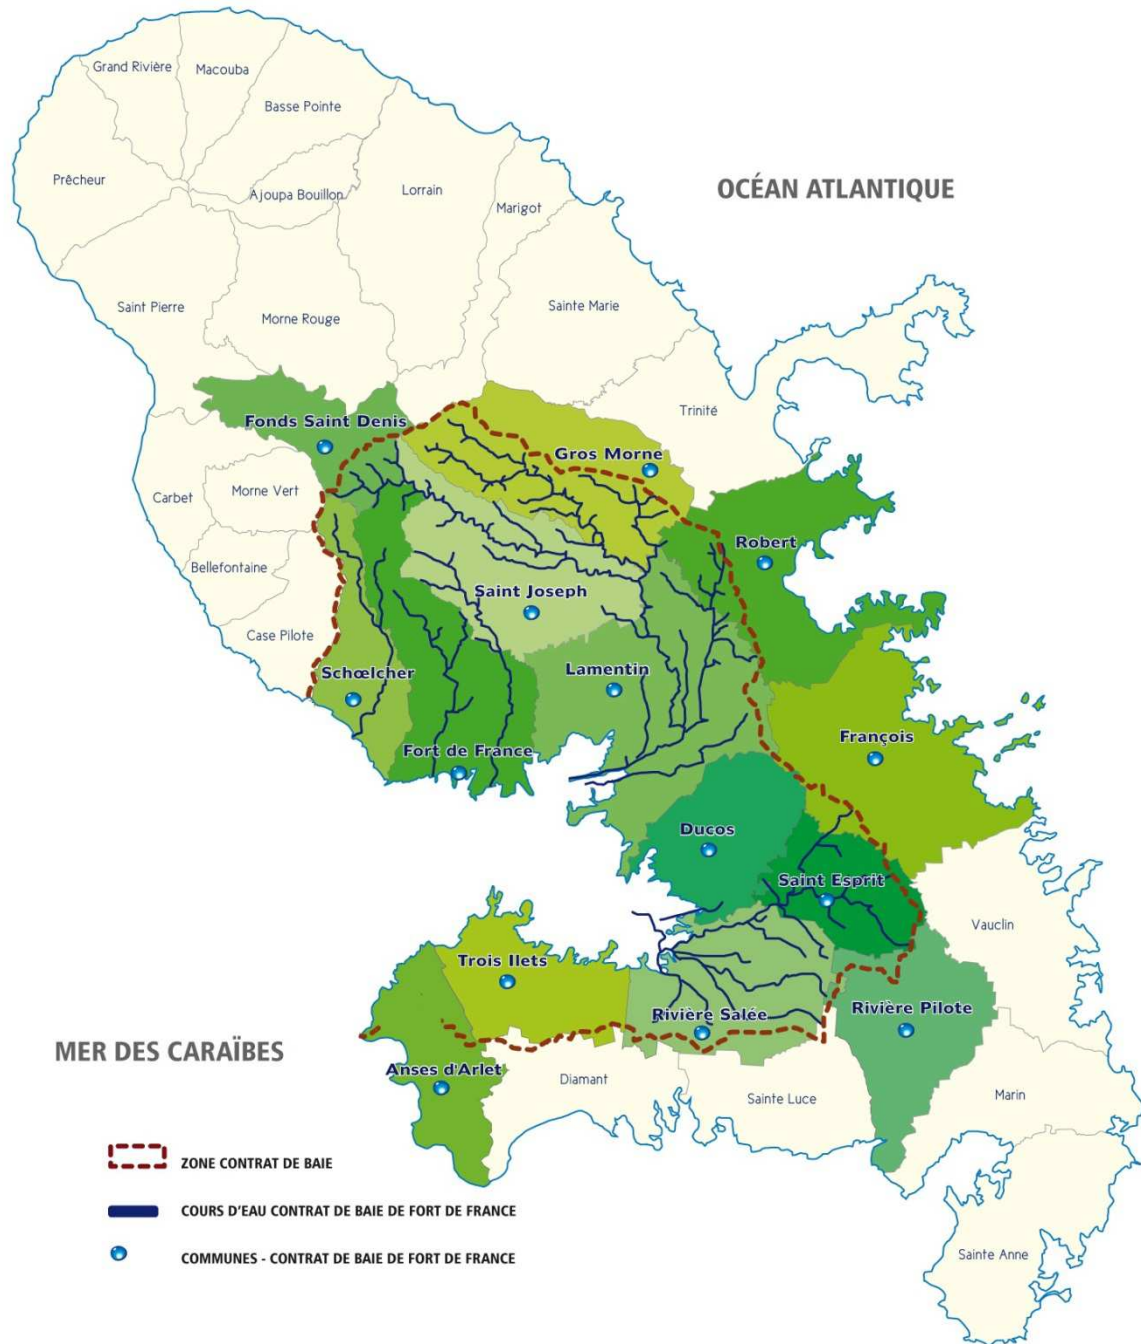 Grand Rivière
Macouba
Basse Pointe
Prêcheur
Ajoupa Bouillon
Lorrain
Marigot
OCÉAN ATLANTIQUE
Saint Pierre
Morne Rouge
Sainte Marie
Trinité
Fonds Saint Denis
Gros Morne
Carbet
Morne Vert
Robert
Bellefontaine
Saint Joseph
Case Pilote
Schœlcher
Lamentin
Fort de France
François
Ducos
Saint Esprit
Vauclin
Trois Ilets
Rivière Salée
Rivière Pilote
MER DES CARAÏBES
Anses d'Arlet
Diamant
Sainte Luce
Marin
ZONE CONTRAT DE BAIE
COURS D'EAU CONTRAT DE BAIE DE FORT DE FRANCE
COMMUNES - CONTRAT DE BAIE DE FORT DE FRANCE
Sainte Anne